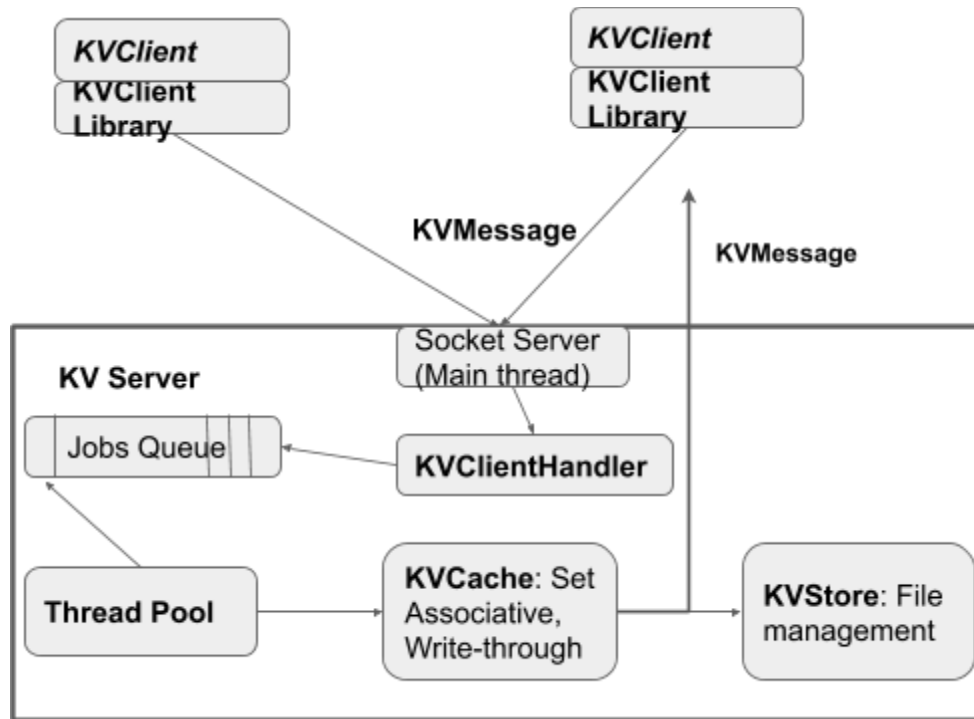 KVClient
KVClient
Library
KVClient
KVClient
Library
KVMessage
KVMessage
Socket Server
(Main thread)
KV Server
Jobs Queue
KVClientHandler
Thread Pool
KVCache: Set
Associative,
Write-through
KVStore: File
management